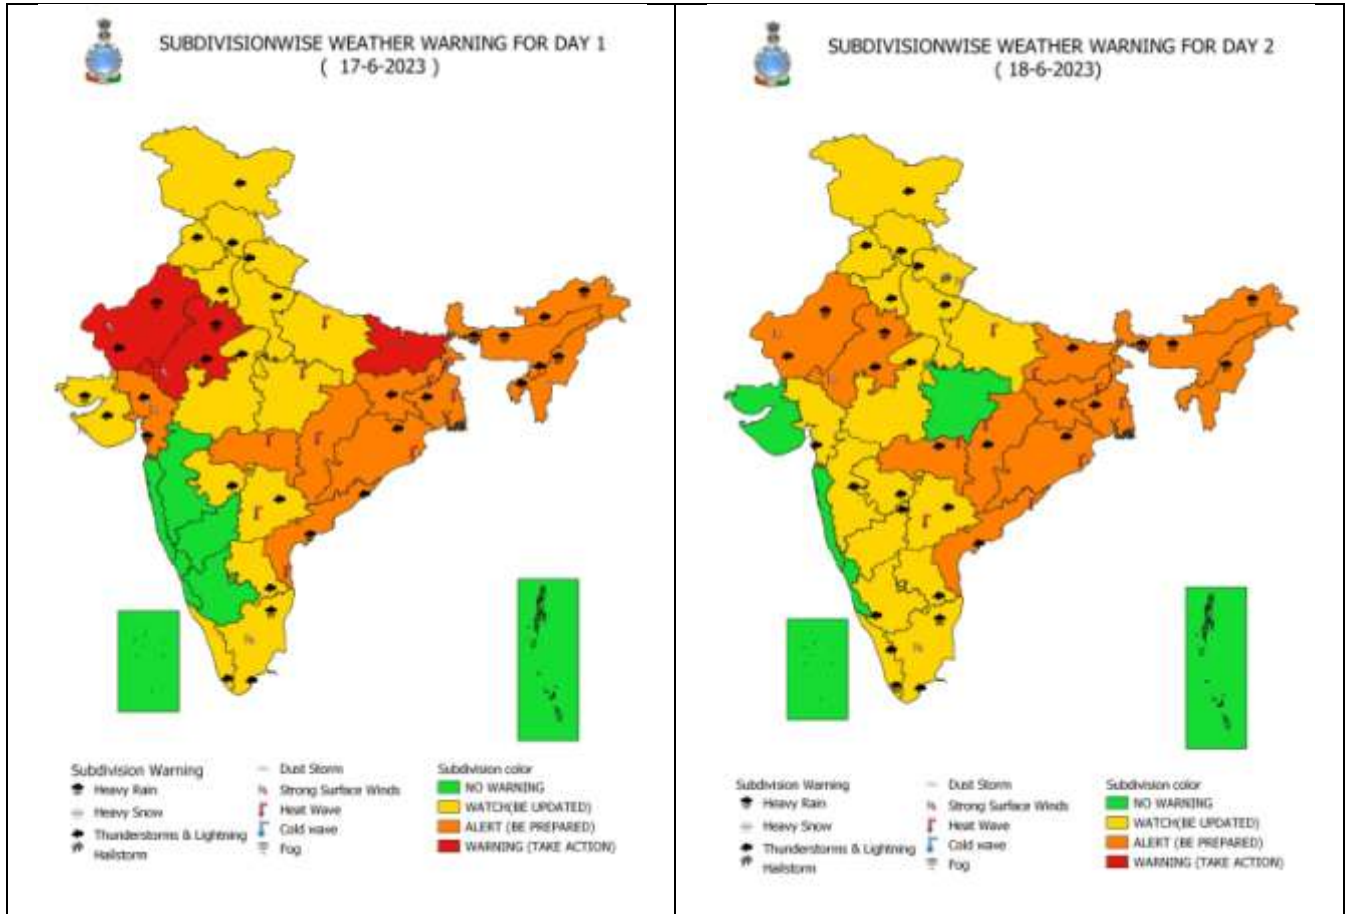 SUBDIVISIONWISE WEATHER WARNING FOR DAY 1
( 17-6-2023 )
Subdivision Warning
Heavy Rain
Heavy Snow
Thunderstorms & Lightning
Hailstorm
Dust Storm
Strong Surface Winds
Heat Wave
Cold wave
Fog
Subdivision color
NO WARNING
WATCH(BE UPDATED)
ALERT (BE PREPARED)
WARNING (TAKE ACTION)
SUBDIVISIONWISE WEATHER WARNING FOR DAY 2
( 18-6-2023)
Subdivision Warning
Heavy Rain
Heavy Snow
Thunderstorms & Lightning
Hailstorm
Dust Storm
Strong Surface Winds
Heat Wave
Cold wave
Fog
Subdivision color
NO WARNING
WATCH(BE UPDATED)
ALERT (BE PREPARED)
WARNING (TAKE ACTION)